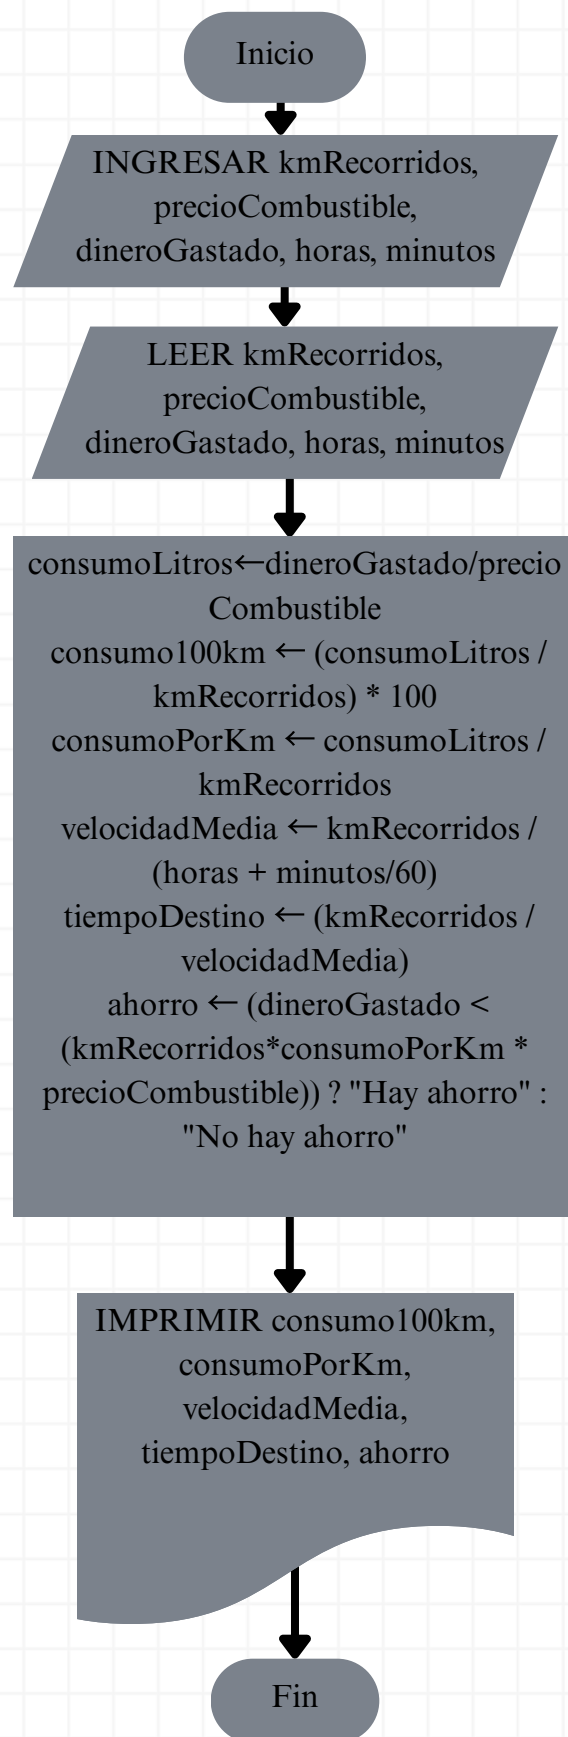 Inicio
INGRESAR kmRecorridos,
precioCombustible,
dineroGastado, horas, minutos
LEER kmRecorridos,
precioCombustible,
dineroGastado, horas, minutos
consumoLitros←dineroGastado/precio
Combustible
consumo100km ← (consumoLitros /
kmRecorridos) * 100
consumoPorKm ← consumoLitros /
kmRecorridos
velocidadMedia ← kmRecorridos /
(horas + minutos/60)
tiempoDestino ← (kmRecorridos /
velocidadMedia)
ahorro ← (dineroGastado <
(kmRecorridos*consumoPorKm *
precioCombustible)) ? "Hay ahorro" :
"No hay ahorro"
IMPRIMIR consumo100km,
consumoPorKm,
velocidadMedia,
tiempoDestino, ahorro
Fin